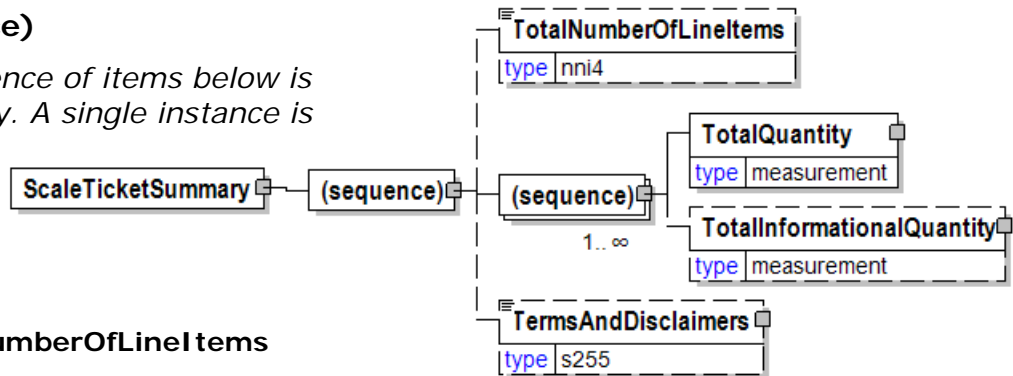 e)
ence of items below is
y. A single instance is
TotalNumberOfLineItems
type nni4
ScaleTicketSummary
(sequence)
(sequence)
1.. ∞
TotalQuantity
type measurement
TotalInformationalQuantity
type measurement
TermsAndDisclaimers
type s255
umberOfLineItems